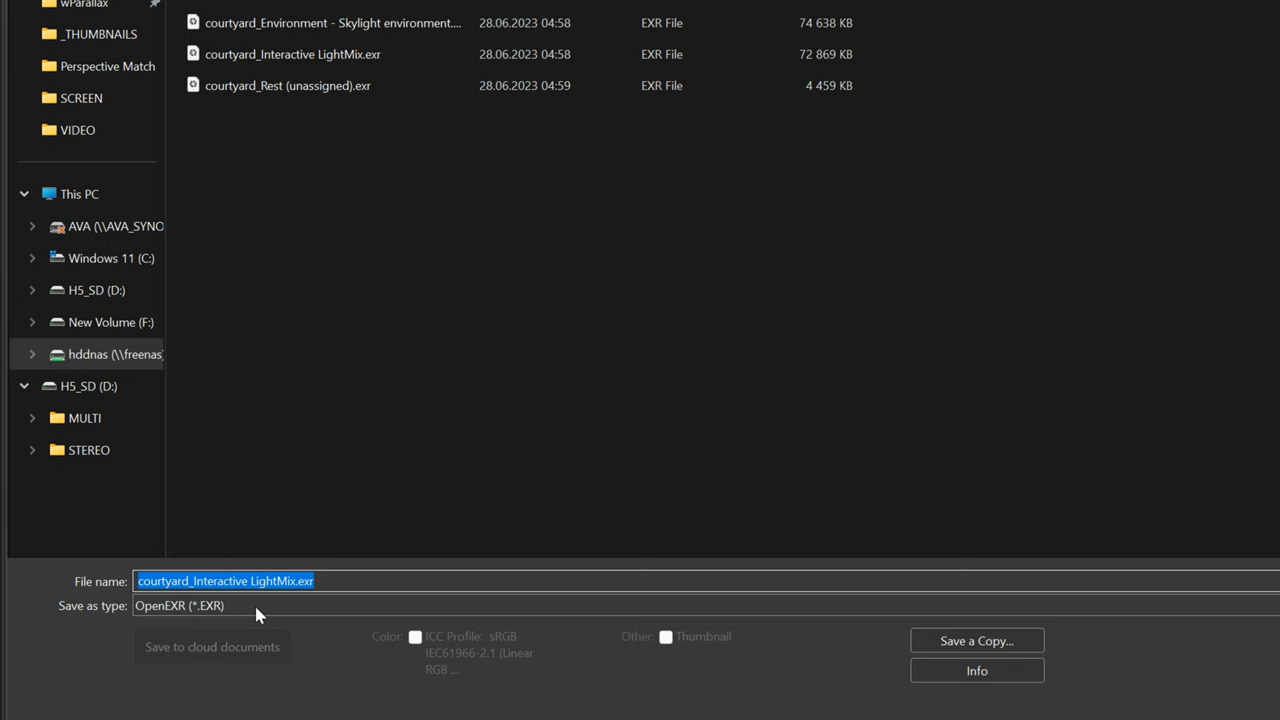 wParallax
courtyard_Environment - Skylight environment.... 28.06.2023 04:58 EXR File 74 638 KB
_THUMBNAILS
courtyard_Interactive LightMix.exr 28.06.2023 04:58 EXR File 72 869 KB
Perspective Match
courtyard_Rest (unassigned).exr 28.06.2023 04:59 EXR File 4 459 KB
SCREEN
VIDEO
This PC
AVA (\\AVA_SYNO
Windows 11 (C:)
H5_SD (D:)
New Volume (F:)
hddnas (\\freenas)
H5_SD (D:)
MULTI
STEREO
File name: courtyard_Interactive LightMix.exr
Save as type: OpenEXR (*.EXR)
Save to cloud documents
Color: ICC Profile: sRGB
IEC61966-2.1 (Linear
RGB ...
Other: Thumbnail
Save a Copy...
Info